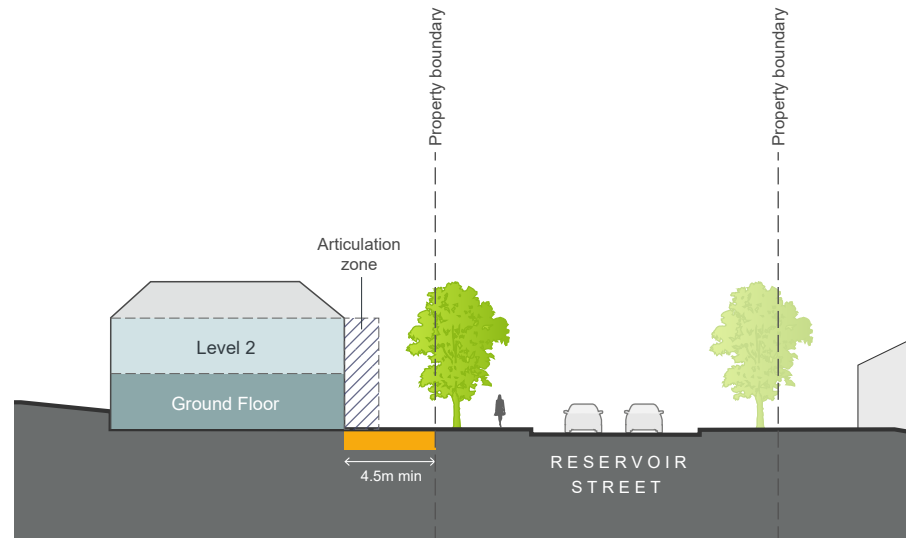 Property boundary
Property boundary
Articulation
zone
Level 2
Ground Floor
4.5m min
RESERVOIR
STREET